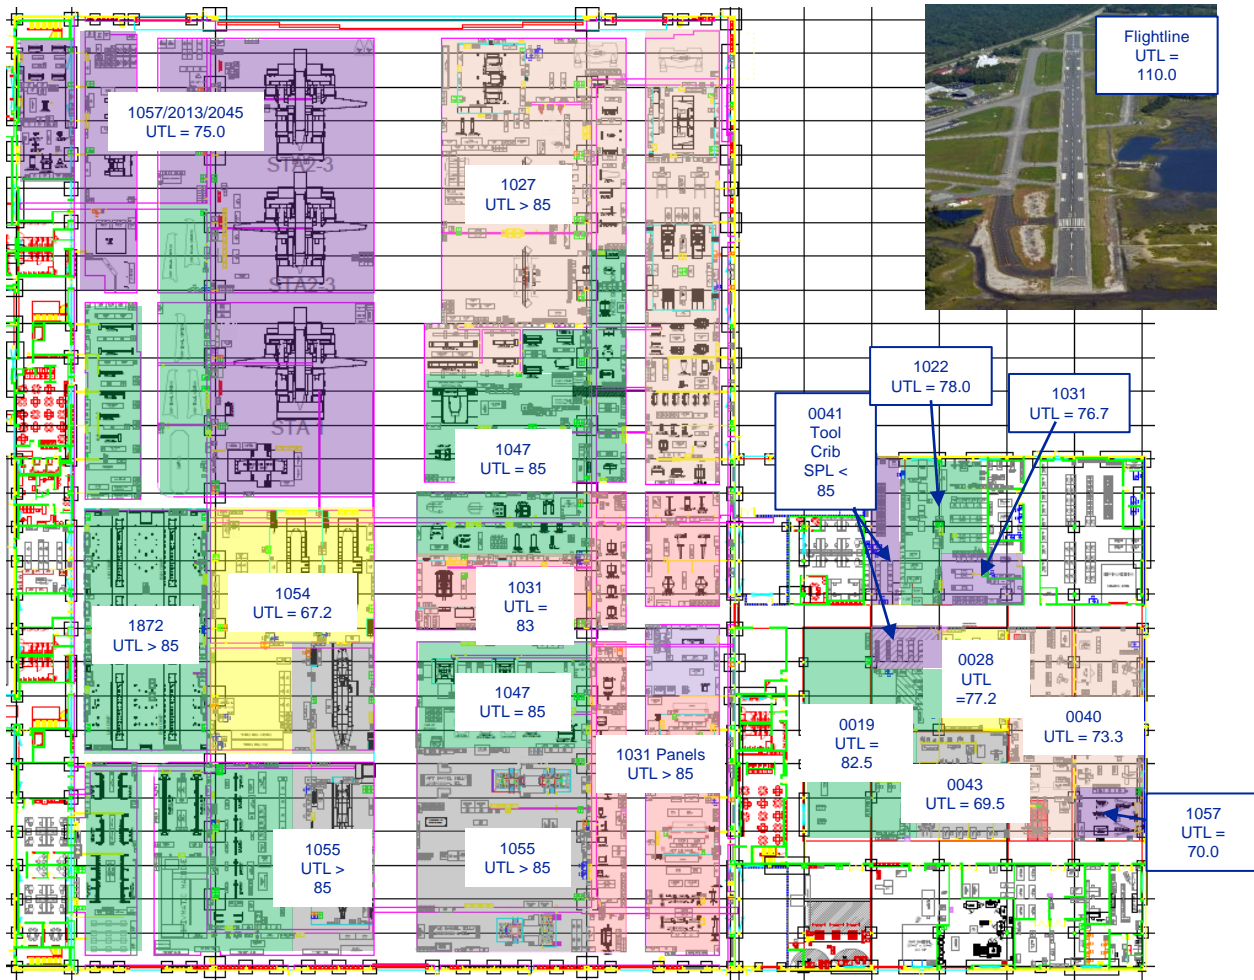 Flightline
UTL =
110.0
1057/2013/2045
UTL = 75.0
STA2-3
1027
UTL > 85
STA2-3
1022
UTL = 78.0
1031
UTL = 76.7
0041
Tool
Crib
SPL <
85
STA
1047
UTL = 85
1054
UTL = 67.2
1031
UTL =
83
1872
UTL > 85
0028
UTL
=77.2
1047
UTL = 85
0019
UTL =
82.5
0040
UTL = 73.3
1031 Panels
UTL > 85
0043
UTL = 69.5
1057
UTL =
70.0
1055
UTL >
85
1055
UTL > 85